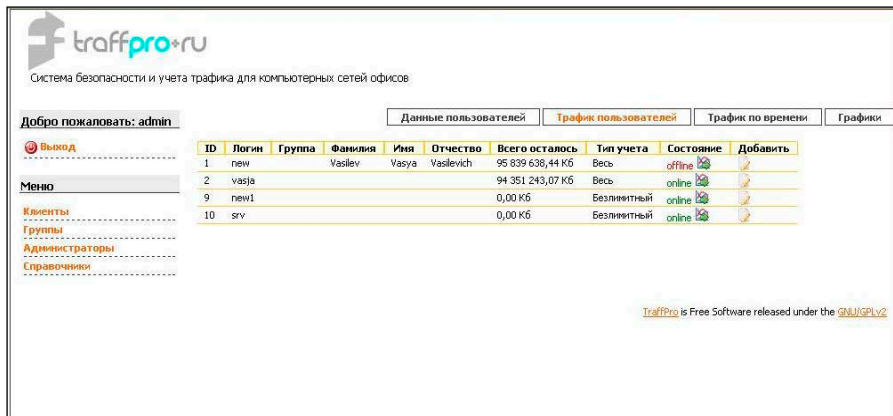 traffpro•ru
Система безопасности и учета трафика для компьютерных сетей офисов
Добро пожаловать: admin
Данные пользователей Трафик пользователей Трафик по времени Графики
Выход
ID Логин Группа Фамилия Имя Отчество Всего осталось Тип учета Состояние Добавить
1 new Vasilev Vasya Vasilevich 95 839 638,44 Кб Весь offline
2 vasja 94 351 243,07 Кб Весь online
9 new1 0,00 Кб Безлимитный online
10 srv 0,00 Кб Безлимитный online
Меню
Клиенты
Группы
Администраторы
Справочники
TraffPro is Free Software released under the GNU/GPLv2